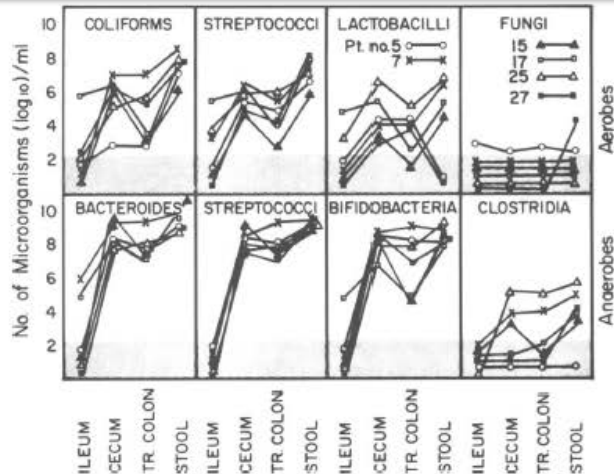 COLIFORMS STREPTOCOCCI LACTOBACILLI FUNGI
Pt. no. 5
7
15
17
25
27
10
8
6
4
2
Aerobes
No. of Microorganisms (log10)/ml
BACTEROIDES STREPTOCOCCI BIFIDOBACTERIA CLOSTRIDIA
10
8
6
4
2
Anaerobes
ILEUM CECUM TR. COLON STOOL ILEUM CECUM TR. COLON STOOL ILEUM CECUM TR. COLON STOOL ILEUM CECUM TR. COLON STOOL